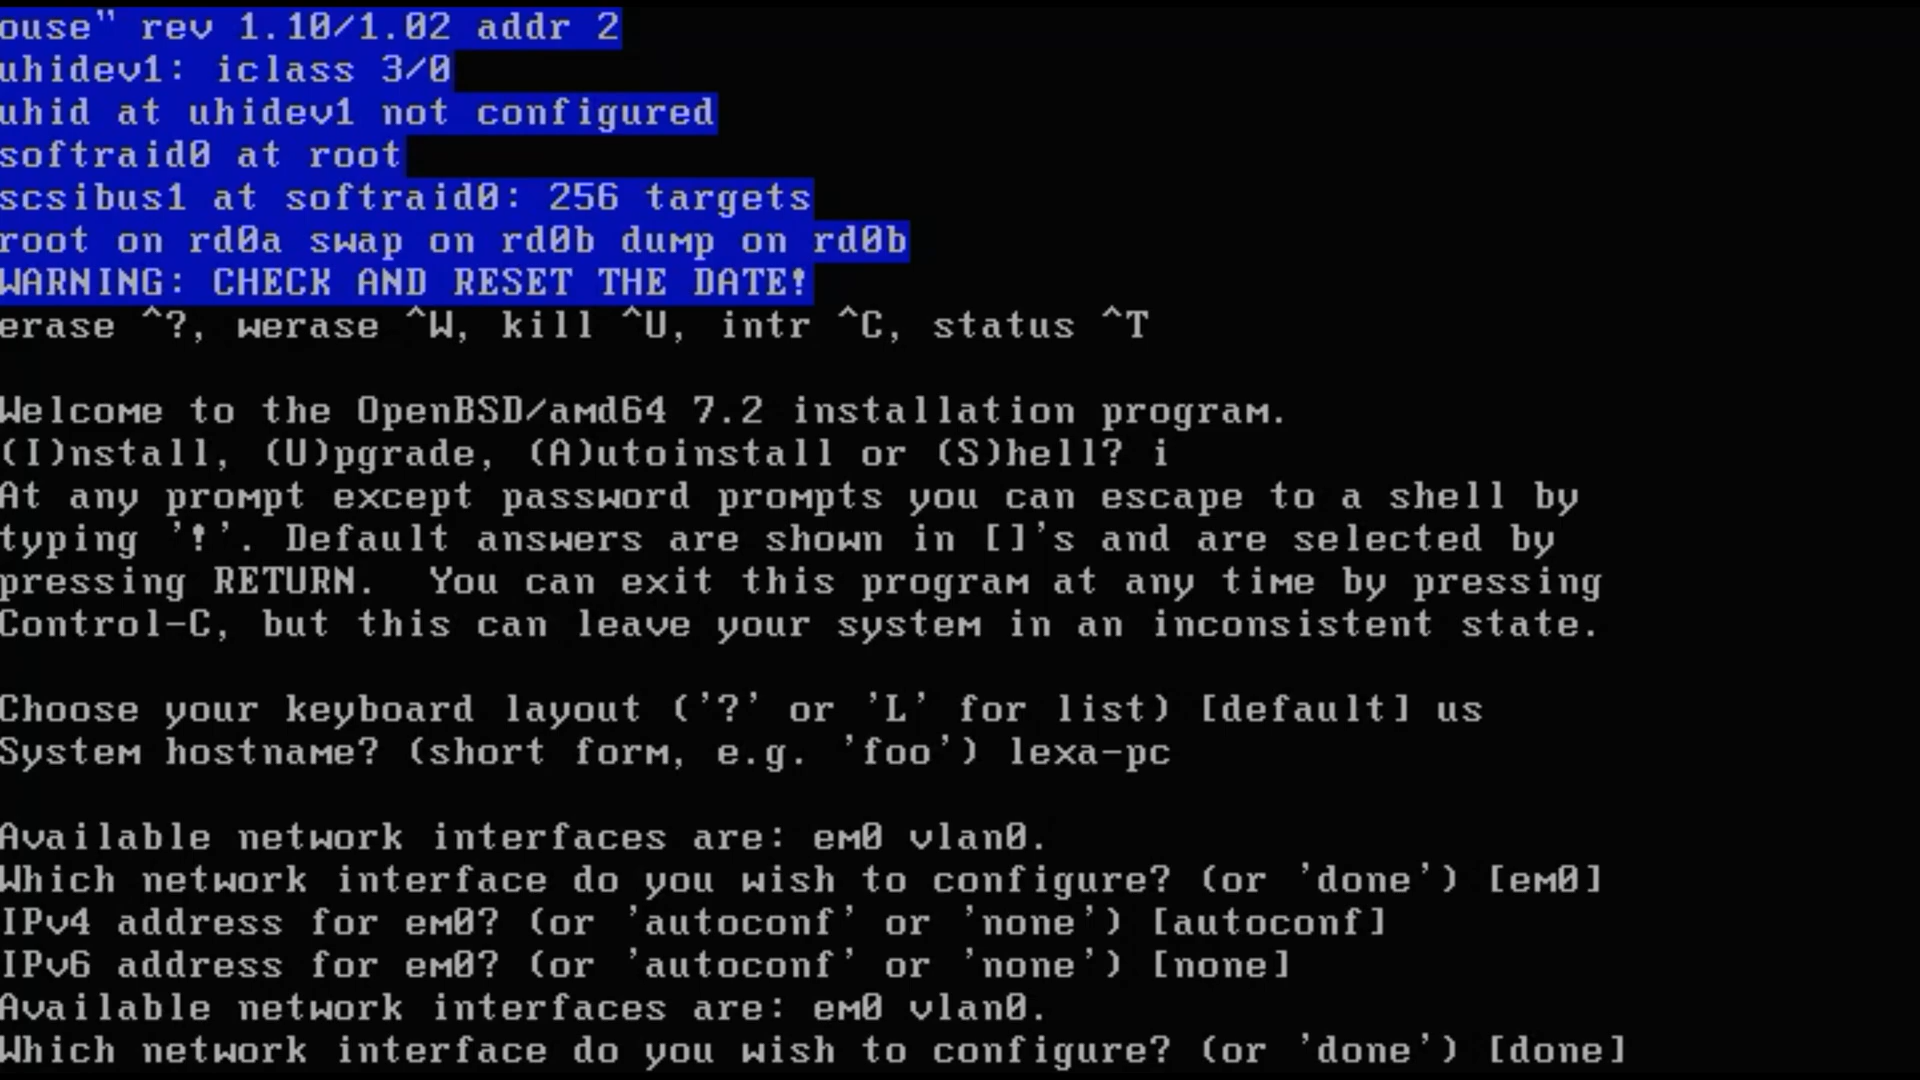 ouse" rev 1.10/1.02 addr 2
uhidev1: iclass 3/0
uhid at uhidev1 not configured
softraid0 at root
scsibus1 at softraid0: 256 targets
root on rd0a swap on rd0b dump on rd0b
WARNING: CHECK AND RESET THE DATE!
erase ^?, werase ^W, kill ^U, intr ^C, status ^T
Welcome to the OpenBSD/amd64 7.2 installation program.
(I)nstall, (U)pgrade, (A)utoinstall or (S)hell? i
At any prompt except password prompts you can escape to a shell by
typing '!'. Default answers are shown in []'s and are selected by
pressing RETURN.  You can exit this program at any time by pressing
Control-C, but this can leave your system in an inconsistent state.
Choose your keyboard layout ('?' or 'L' for list) [default] us
System hostname? (short form, e.g. 'foo') lexa-pc
Available network interfaces are: em0 vlan0.
Which network interface do you wish to configure? (or 'done') [em0]
IPv4 address for em0? (or 'autoconf' or 'none') [autoconf]
IPv6 address for em0? (or 'autoconf' or 'none') [none]
Available network interfaces are: em0 vlan0.
Which network interface do you wish to configure? (or 'done') [done]